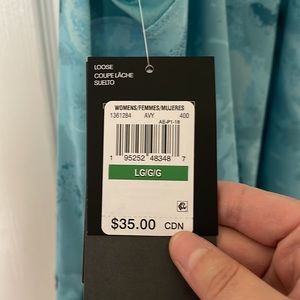 LOOSE
COUPE LÂCHE
SUELTO
WOMENS/FEMMES/MUJERES
1361284 AVY 400
AE-P1-18
1 95252 48348 7
LG/G/G
$35.00 CDN